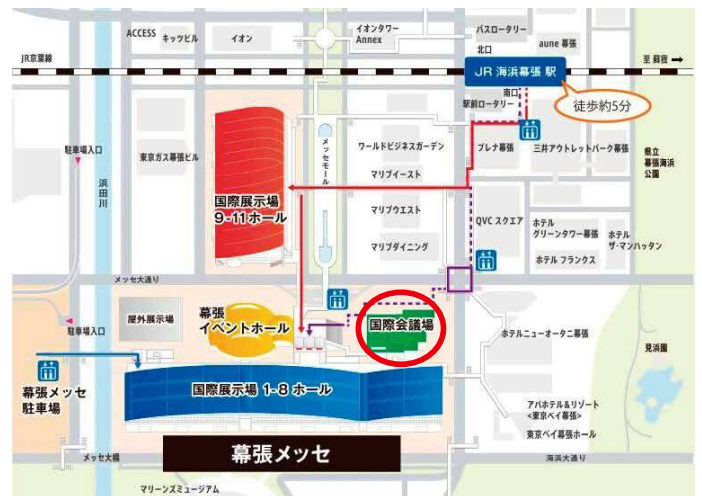 ACCESS
キッツビル
イオン
イオンタワー
Annex
バスロータリー
北口
aune 幕張
JR京葉線
至 蘇我
JR 海浜幕張 駅
南口
駅前ロータリー
徒歩約5分
駐車場入口
東京ガス幕張ビル
メッセモール
ワールドビジネスガーデン
プレナ幕張
三井アウトレットパーク幕張
県立
幕張海浜
公園
浜田川
国際展示場
9-11ホール
マリブイースト
マリブウエスト
マリブダイニング
QVC スクエア
ホテル
グリーンタワー幕張
ホテル
ザ・マンハッタン
ホテル フランクス
メッセ大通り
屋外展示場
幕張
イベントホール
国際会議場
駐車場入口
ホテルニューオータニ幕張
見浜園
幕張メッセ
駐車場
国際展示場 1-8 ホール
アパホテル&リゾート
<東京ベイ幕張>
東京ベイ幕張ホール
幕張メッセ
メッセ大橋
海浜大通り
マリーンズミュージアム